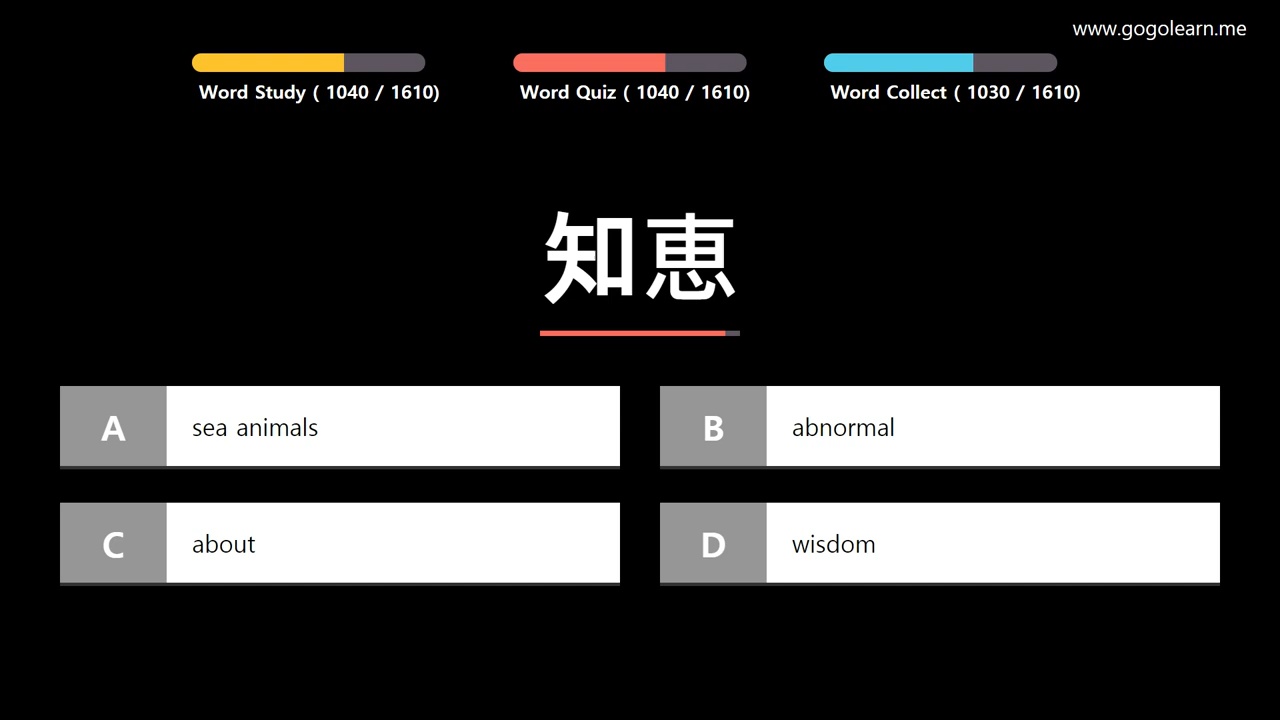 www.gogolearn.me
Word Study ( 1040 / 1610)
Word Quiz ( 1040 / 1610)
Word Collect ( 1030 / 1610)
知恵
A
sea animals
B
abnormal
C
about
D
wisdom